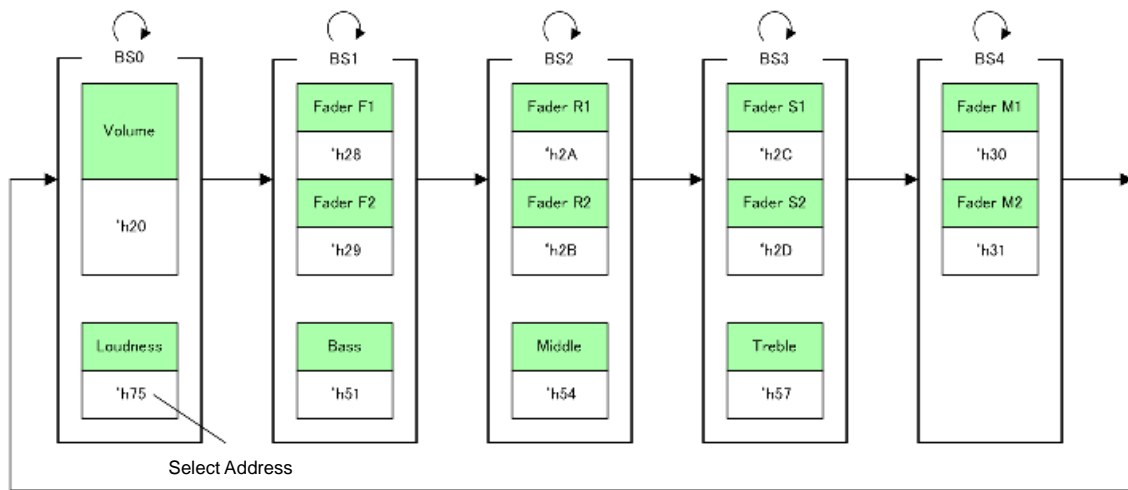 BS0
Volume
'h20
Loudness
'h75
BS1
Fader F1
'h28
Fader F2
'h29
Bass
'h51
BS2
Fader R1
'h2A
Fader R2
'h2B
Middle
'h54
BS3
Fader S1
'h2C
Fader S2
'h2D
Treble
'h57
BS4
Fader M1
'h30
Fader M2
'h31
Select Address